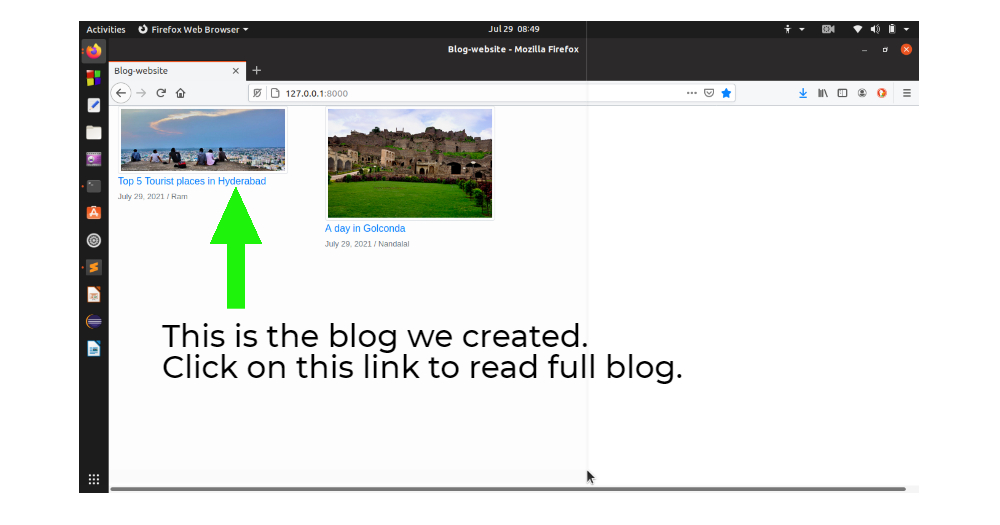 Activities Firefox Web Browser Jul 29 08:49
Blog-website - Mozilla Firefox
Blog-website
127.0.0.1:8000
Top 5 Tourist places in Hyderabad
July 29, 2021 / Ram
A day in Golconda
July 29, 2021 / Nandalal
This is the blog we created.
Click on this link to read full blog.